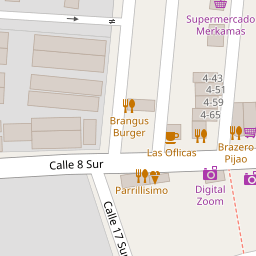 Supermercado
Merkamas
4-43
4-51
4-59
4-65
Brangus
Burger
Las Oflicas
Brazero
Pijao
Calle 8 Sur
Parrillisimo
Digital
Zoom
Calle 17 Sur